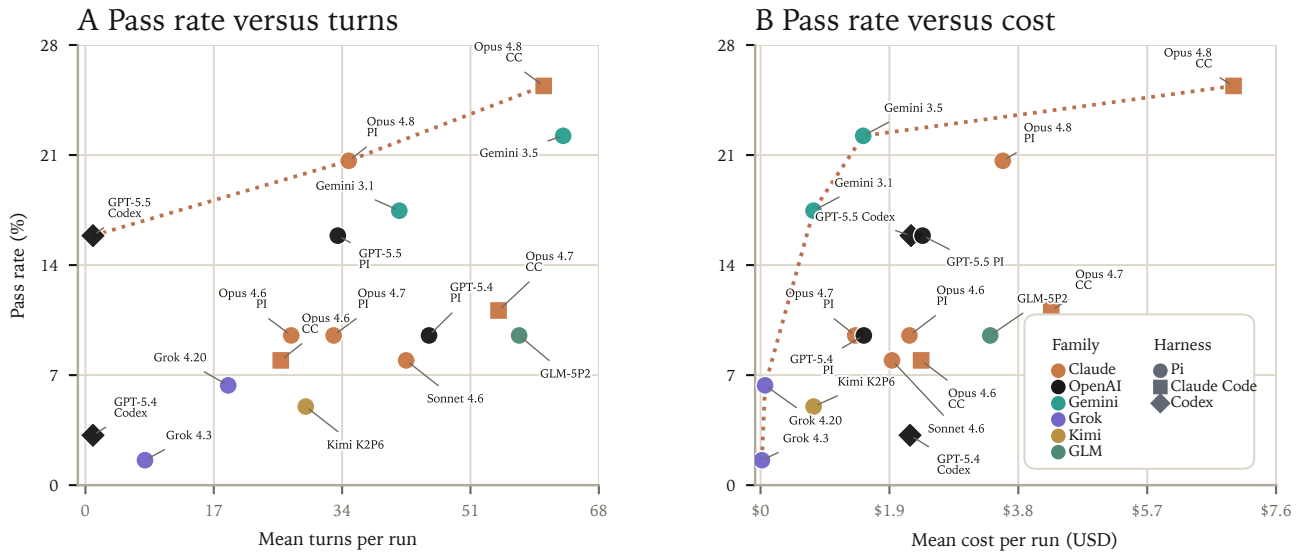 A Pass rate versus turns
Pass rate (%)
28
21
14
7
0
0
17
34
51
68
Mean turns per run
Opus 4.8
CC
Gemini 3.5
Opus 4.8
PI
Gemini 3.1
GPT-5.5
Codex
GPT-5.5
PI
Opus 4.7
CC
Opus 4.6
PI
Opus 4.7
PI
GPT-5.4
PI
Opus 4.6
CC
Grok 4.20
GLM-5P2
Sonnet 4.6
GPT-5.4
Codex
Grok 4.3
Kimi K2P6
B Pass rate versus cost
28
21
14
7
0
$0
$1.9
$3.8
$5.7
$7.6
Mean cost per run (USD)
Opus 4.8
CC
Gemini 3.5
Opus 4.8
PI
Gemini 3.1
GPT-5.5 Codex
GPT-5.5 PI
Opus 4.7
CC
Opus 4.7
PI
Opus 4.6
PI
GLM-5P2
GPT-5.4
PI
Kimi K2P6
Opus 4.6
CC
Grok 4.20
Sonnet 4.6
Grok 4.3
GPT-5.4
Codex
Family
Claude
OpenAI
Gemini
Grok
Kimi
GLM
Harness
Pi
Claude Code
Codex